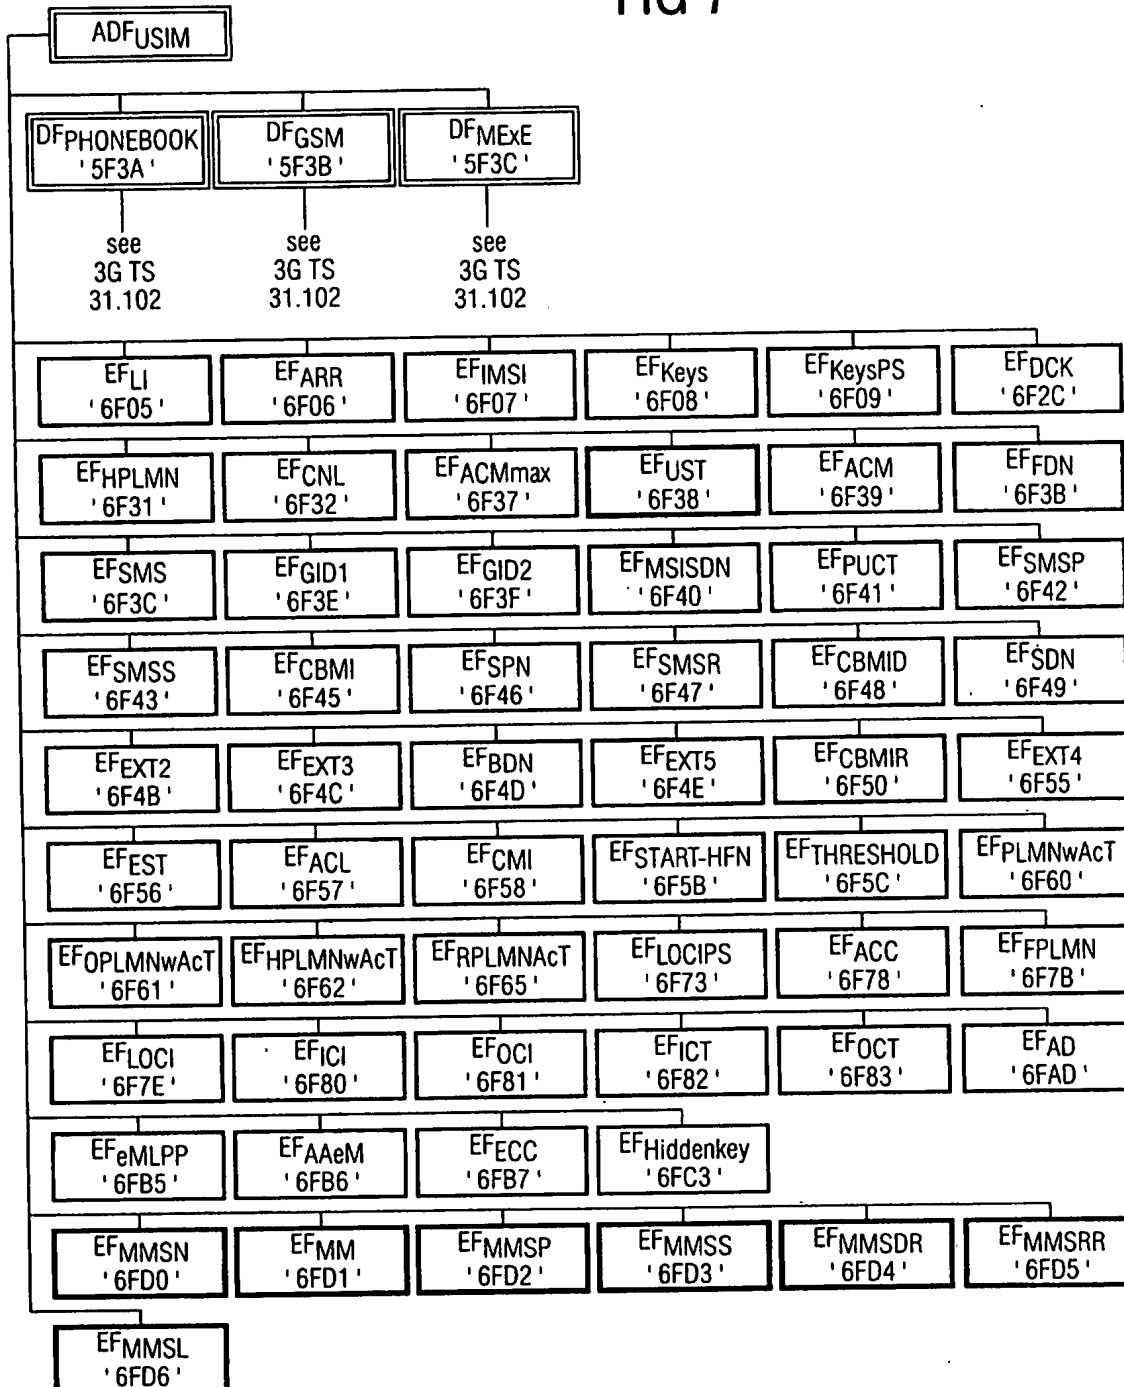 FIG 7
ADFUSIM
DFPHONEBOOK DFGSM DFMExE
'5F3A' '5F3B' '5F3C'
see see see
3G TS 3G TS 3G TS
31.102 31.102 31.102
EFLI EFARR EFIMSI EFKeys EFKeysPS EFDCK
'6F05' '6F06' '6F07' '6F08' '6F09' '6F2C'
EFHPLMN EFCNL EFACMmax EFUST EFACM EFFDN
'6F31' '6F32' '6F37' '6F38' '6F39' '6F3B'
EFSMS EFGID1 EFGID2 EFMSISDN EFPUCT EFSMSP
'6F3C' '6F3E' '6F3F' '6F40' '6F41' '6F42'
EFSMSS EFCBMI EFSPN EFSMSR EFCBMID EFSDN
'6F43' '6F45' '6F46' '6F47' '6F48' '6F49'
EFEXT2 EFEXT3 EFBDN EFEXT5 EFCBMIR EFEXT4
'6F4B' '6F4C' '6F4D' '6F4E' '6F50' '6F55'
EFEST EFACL EFCMI EFSTART-HFN EFTHRESHOLD EFPLMNwAcT
'6F56' '6F57' '6F58' '6F5B' '6F5C' '6F60'
EFOPLMNwAcT EFHPLMNwAcT EFRPLMNAcT EFLOCIPS EFACC EFFPLMN
'6F61' '6F62' '6F65' '6F73' '6F78' '6F7B'
EFLOCI EFICI EFOCI EFICT EFOCT EFAD
'6F7E' '6F80' '6F81' '6F82' '6F83' '6FAD'
EFeMLPP EFAAeM EFECC EFHiddenkey
'6FB5' '6FB6' '6FB7' '6FC3'
EFMMSN EFMM EFMMSP EFMMSS EFMMSDR EFMMSRR
'6FD0' '6FD1' '6FD2' '6FD3' '6FD4' '6FD5'
EFMMSL
'6FD6'